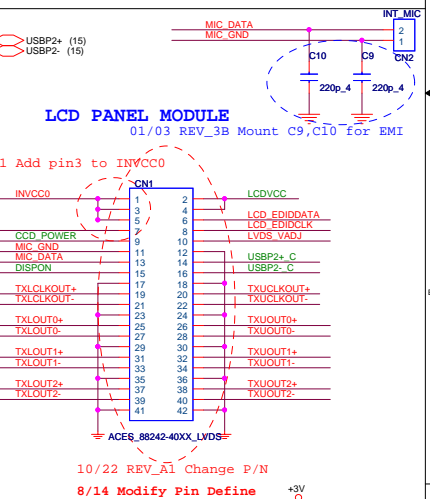 INT_MIC
MIC_DATA
MIC_GND
2
1
CN2
USBP2+ (15)
USBP2- (15)
C10
C9
220p_4
220p_4
LCD PANEL MODULE
01/03 REV_3B Mount C9,C10 for EMI
1 Add pin3 to INVCC0
CN1
INVCC0 1 2 LCDVCC
3 4
5 6 LCD_EDIDDATA
7 8 LCD_EDIDCLK
CCD_POWER 9 10 LVDS_VADJ
MIC_GND 11 12
MIC_DATA 13 14 USBP2+_C
DISPON 15 16 USBP2-_C
17 18
TXLCLKOUT+ 19 20 TXUCLKOUT+
TXLCLKOUT- 21 22 TXUCLKOUT-
23 24
TXLOUT0+ 25 26 TXUOUT0+
TXLOUT0- 27 28 TXUOUT0-
29 30
TXLOUT1+ 31 32 TXUOUT1+
TXLOUT1- 33 34 TXUOUT1-
35 36
TXLOUT2+ 37 38 TXUOUT2+
TXLOUT2- 39 40 TXUOUT2-
41 42
ACES_88242-40XX_LVDS
10/22 REV_A1 Change P/N
8/14 Modify Pin Define
+3V